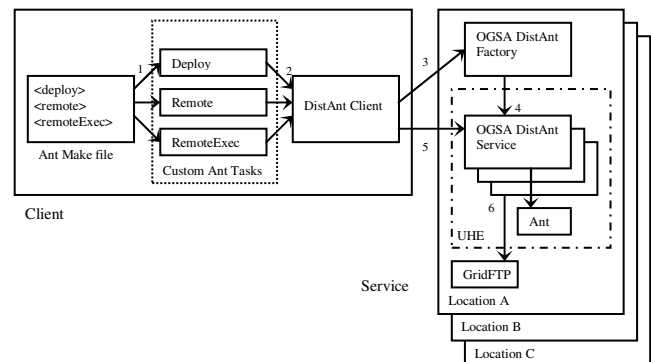 <deploy>
<remote>
<remoteExec>
Ant Make file
1
Deploy
Remote
RemoteExec
Custom Ant Tasks
2
DistAnt Client
Client
3
5
OGSA DistAnt
Factory
4
OGSA DistAnt
Service
6
Ant
UHE
GridFTP
Service
Location A
Location B
Location C